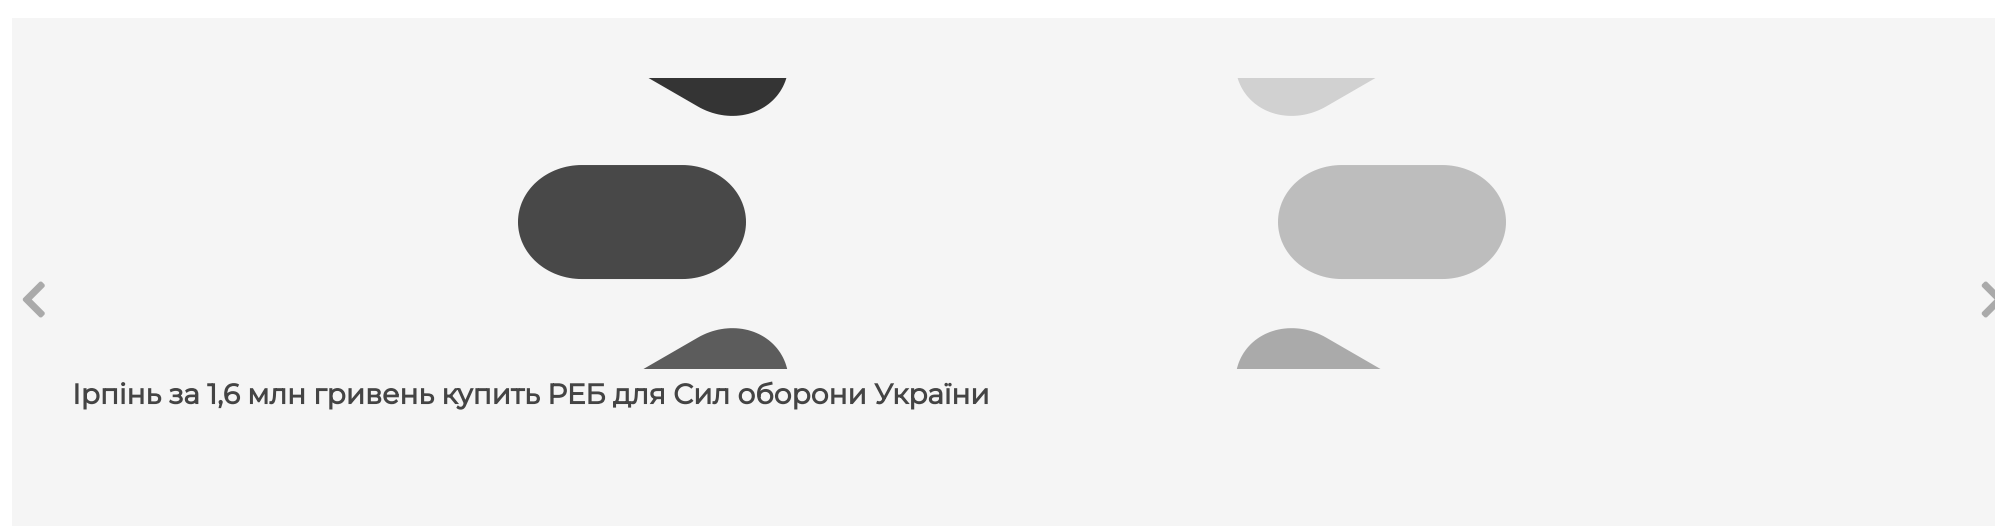 Ірпінь за 1,6 млн гривень купить РЕБ для Сил оборони України